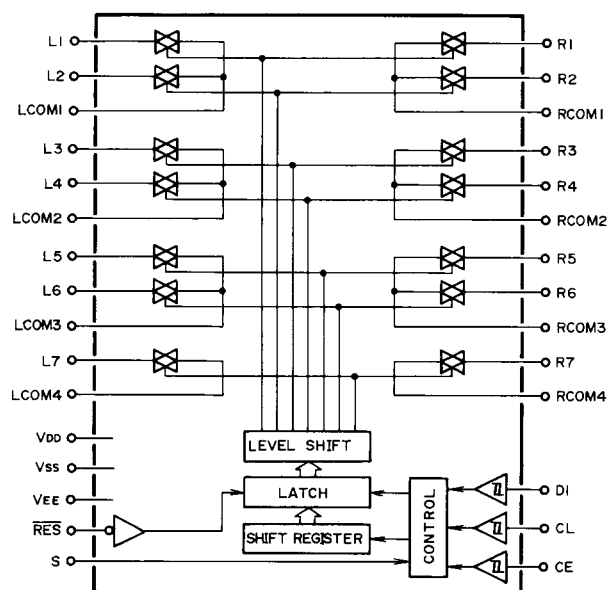 L1
R1
L2
R2
LCOM1
RCOM1
L3
R3
L4
R4
LCOM2
RCOM2
L5
R5
L6
R6
LCOM3
RCOM3
L7
R7
LCOM4
RCOM4
VDD
LEVEL SHIFT
VSS
VEE
LATCH
DI
RES
CONTROL
CL
SHIFT REGISTER
S
CE